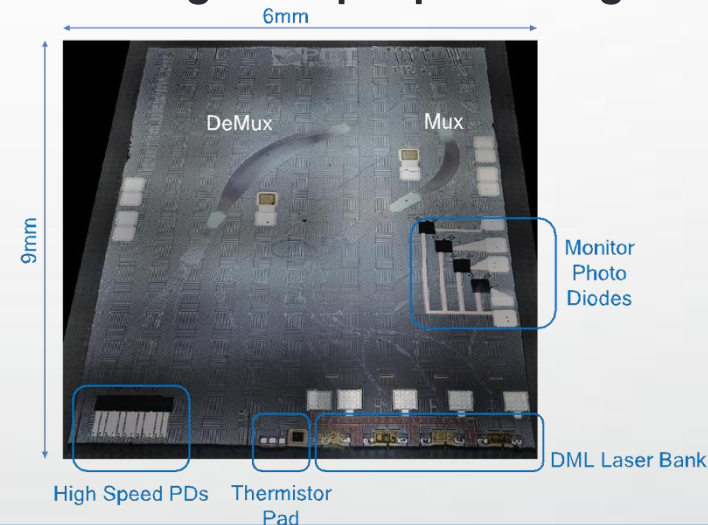 6mm
DeMux
Mux
9mm
Monitor
Photo
Diodes
DML Laser Bank
High Speed PDs
Thermistor
Pad